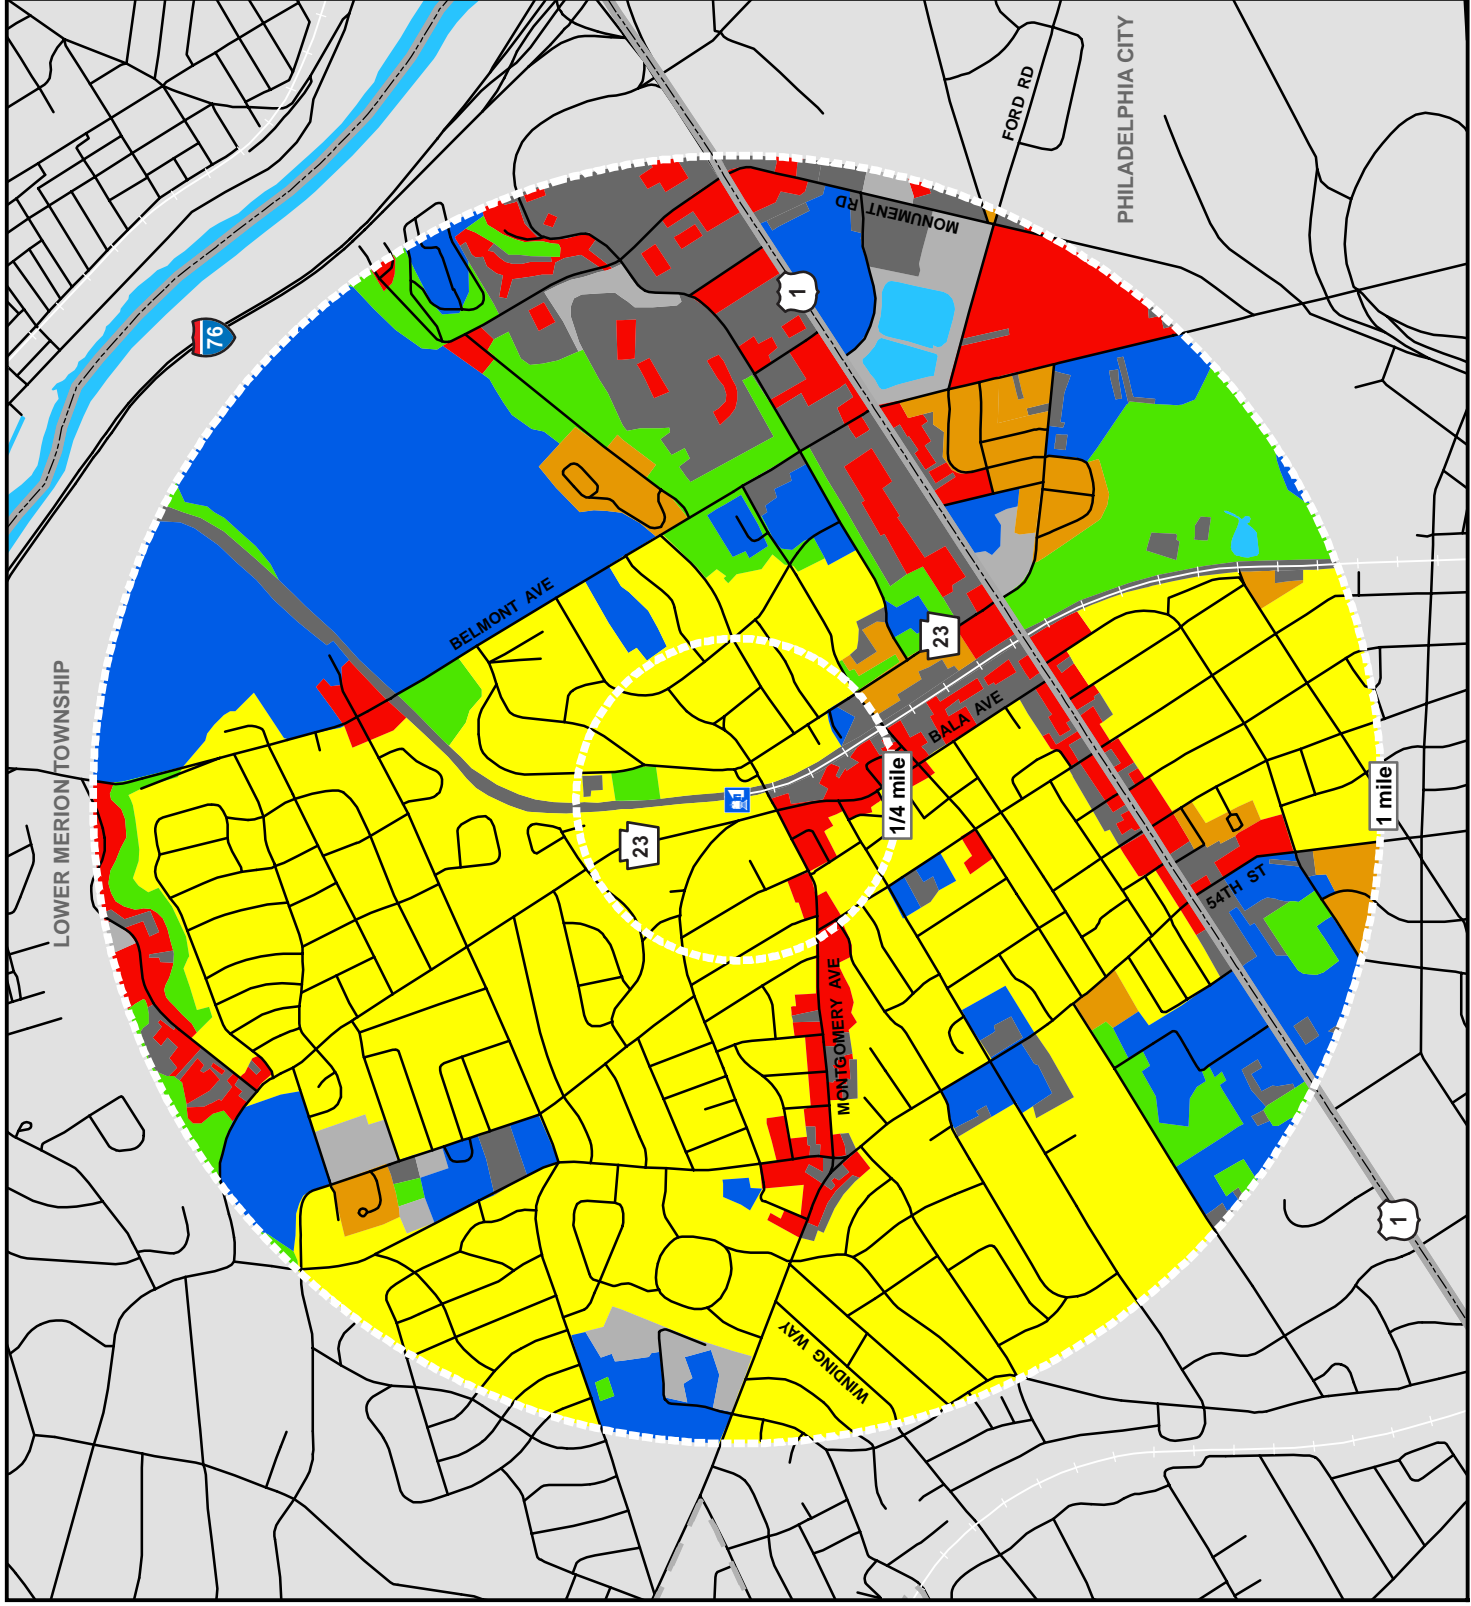 PHILADELPHIA CITY
FORD RD
MONUMENT RD
1
76
BELMONT AVE
23
BALA AVE
LOWER MERION TOWNSHIP
1/4 mile
1 mile
23
54TH ST
MONTGOMERY AVE
1
WINDING WAY